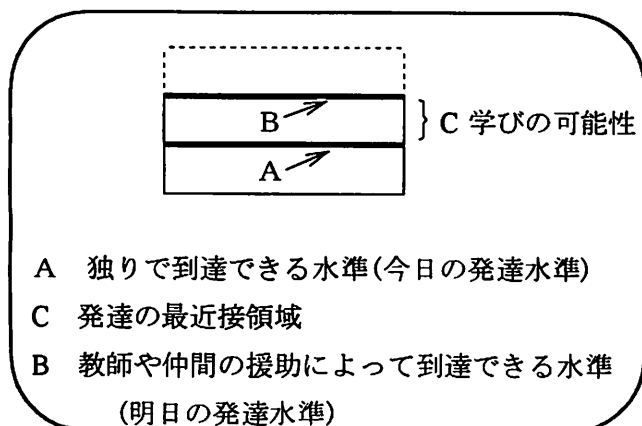 B
} C 学びの可能性
A
A 独りで到達できる水準(今日の発達水準)
C 発達の最近接領域
B 教師や仲間の援助によって到達できる水準
(明日の発達水準)